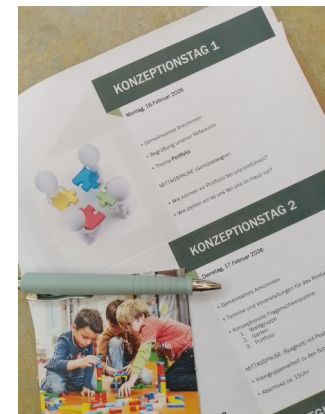 KONZEPTIONSTAG 1
Montag, 16 Februar 2026
• Gemeinsames Ankommen
• Begrüßung unserer Referentin
• Thema Portfolio
MITTAGSPAUSE (Gemüselasagne)
• Wie können wir Portfolio bei uns einführen?
• Wie stellen wir es uns bei uns im Haus vor?
KONZEPTIONSTAG 2
Dienstag, 17 Februar 2026
• Gemeinsames Ankommen
• Termine und Veranstaltungen für das
• Konzeptionelle Fragen/Schwerpunkte
1. Waldgruppe
2. Garten
3. Portfolio
MITTAGSPAUSE (Spaghetti mit
• Kleingruppenarbeit zu den
• Abschluss ca. 15Uhr